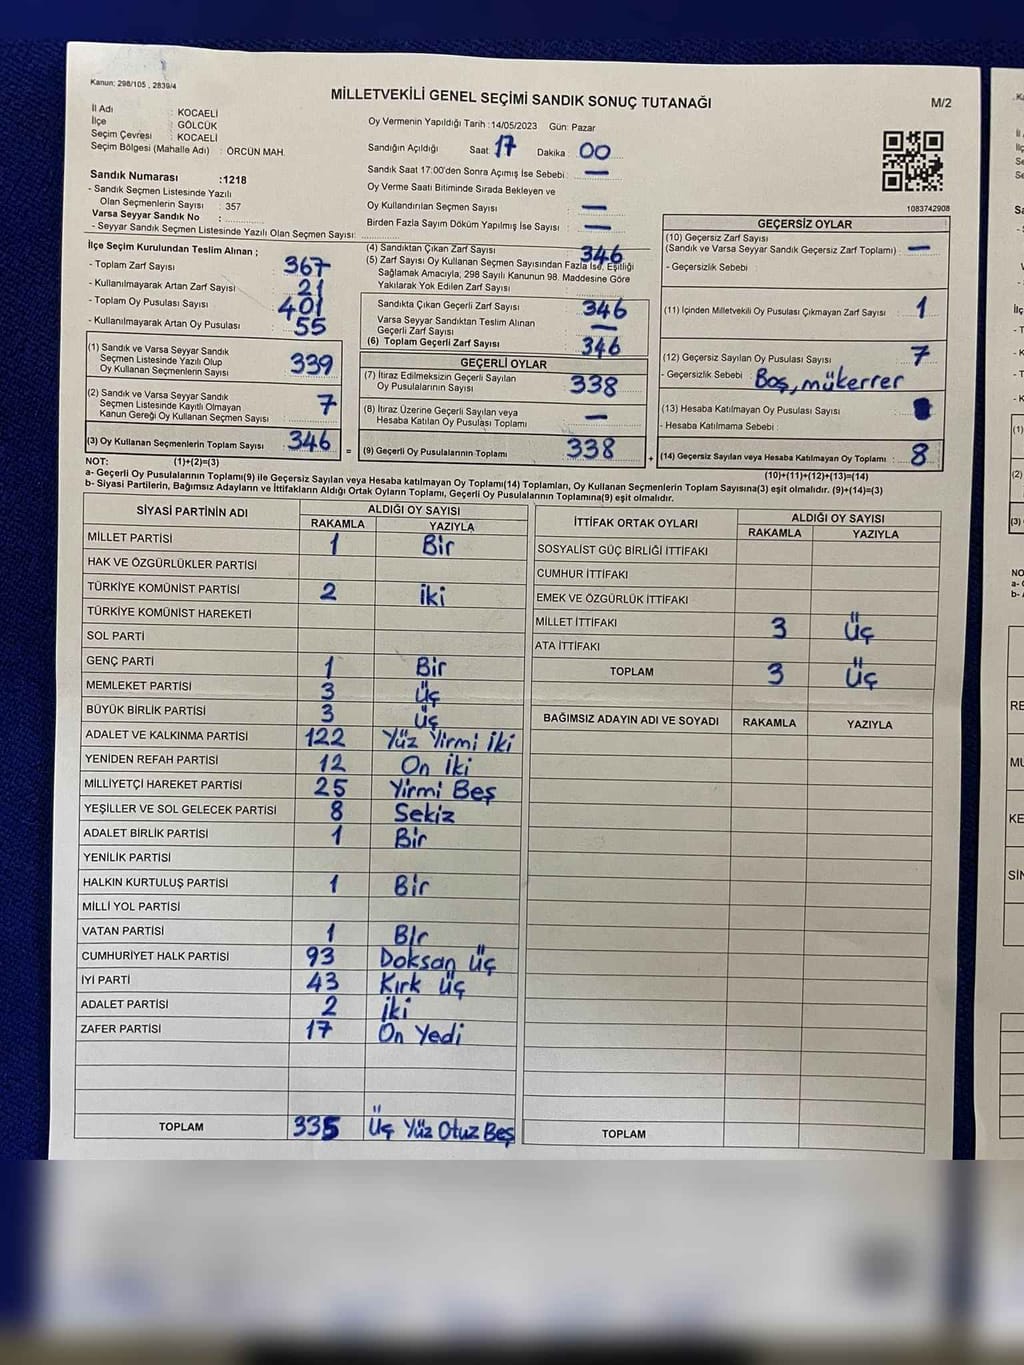 Kanun: 298/105 , 2839/4
MİLLETVEKİLİ GENEL SEÇİMİ SANDIK SONUÇ TUTANAĞI
M/2
İl Adı : KOCAELİ
İlçe : GÖLCÜK
Seçim Çevresi : KOCAELİ
Seçim Bölgesi (Mahalle Adı) : ÖRCÜN MAH.
Sandık Numarası :1218
- Sandık Seçmen Listesinde Yazılı
Olan Seçmenlerin Sayısı : 357
Varsa Seyyar Sandık No :
- Seyyar Sandık Seçmen Listesinde Yazılı Olan Seçmen Sayısı:
Oy Vermenin Yapıldığı Tarih :14/05/2023 Gün: Pazar
Sandığın Açıldığı Saat: 17 Dakika : 00
Sandık Saat 17:00'den Sonra Açılmış İse Sebebi : —
Oy Verme Saati Bitiminde Sırada Bekleyen ve
Oy Kullandırılan Seçmen Sayısı : —
Birden Fazla Sayım Döküm Yapılmış İse Sayısı : —
1083742908
İlçe Seçim Kurulundan Teslim Alınan ;
- Toplam Zarf Sayısı : 367
- Kullanılmayarak Artan Zarf Sayısı : 21
- Toplam Oy Pusulası Sayısı : 401
- Kullanılmayarak Artan Oy Pusulası : 55
(1) Sandık ve Varsa Seyyar Sandık
Seçmen Listesinde Yazılı Olup
Oy Kullanan Seçmenlerin Sayısı : 339
(2) Sandık ve Varsa Seyyar Sandık
Seçmen Listesinde Kayıtlı Olmayan
Kanun Gereği Oy Kullanan Seçmen Sayısı : 7
(3) Oy Kullanan Seçmenlerin Toplam Sayısı : 346
(4) Sandıktan Çıkan Zarf Sayısı : 346
(5) Zarf Sayısı Oy Kullanan Seçmen Sayısından Fazla İse, Eşitliği
Sağlamak Amacıyla, 298 Sayılı Kanunun 98. Maddesine Göre
Yakılarak Yok Edilen Zarf Sayısı :
Sandıkta Çıkan Geçerli Zarf Sayısı : 346
Varsa Seyyar Sandıktan Teslim Alınan
Geçerli Zarf Sayısı : —
(6) Toplam Geçerli Zarf Sayısı : 346
GEÇERLİ OYLAR
(7) İtiraz Edilmeksizin Geçerli Sayılan
Oy Pusulalarının Sayısı : 338
(8) İtiraz Üzerine Geçerli Sayılan veya
Hesaba Katılan Oy Pusulaları Toplamı : —
= (9) Geçerli Oy Pusulalarının Toplamı : 338 +
GEÇERSİZ OYLAR
(10) Geçersiz Zarf Sayısı
(Sandık ve Varsa Seyyar Sandık Geçersiz Zarf Toplamı) : —
- Geçersizlik Sebebi :
(11) İçinden Milletvekili Oy Pusulası Çıkmayan Zarf Sayısı : 1
(12) Geçersiz Sayılan Oy Pusulası Sayısı : 7
- Geçersizlik Sebebi : Boş, mükerrer
(13) Hesaba Katılmayan Oy Pusulası Sayısı :
- Hesaba Katılmama Sebebi :
(14) Geçersiz Sayılan veya Hesaba Katılmayan Oy Toplamı : 8
NOT: (1)+(2)=(3)
(10)+(11)+(12)+(13)=(14)
a- Geçerli Oy Pusulalarının Toplamı(9) ile Geçersiz Sayılan veya Hesaba katılmayan Oy Toplamı(14) Toplamları, Oy Kullanan Seçmenlerin Toplam Sayısına(3) eşit olmalıdır. (9)+(14)=(3)
b- Siyasi Partilerin, Bağımsız Adayların ve İttifakların Aldığı Ortak Oyların Toplamı, Geçerli Oy Pusulalarının Toplamına(9) eşit olmalıdır.
SİYASİ PARTİNİN ADI ALDIĞI OY SAYISI
RAKAMLA YAZIYLA
MİLLET PARTİSİ 1 Bir
HAK VE ÖZGÜRLÜKLER PARTİSİ
TÜRKİYE KOMÜNİST PARTİSİ 2 iki
TÜRKİYE KOMÜNİST HAREKETİ
SOL PARTİ
GENÇ PARTİ 1 Bir
MEMLEKET PARTİSİ 3 Üç
BÜYÜK BİRLİK PARTİSİ 3 Üç
ADALET VE KALKINMA PARTİSİ 122 Yüz Yirmi iki
YENİDEN REFAH PARTİSİ 12 On iki
MİLLİYETÇİ HAREKET PARTİSİ 25 Yirmi Beş
YEŞİLLER VE SOL GELECEK PARTİSİ 8 Sekiz
ADALET BİRLİK PARTİSİ 1 Bir
YENİLİK PARTİSİ
HALKIN KURTULUŞ PARTİSİ 1 Bir
MİLLİ YOL PARTİSİ
VATAN PARTİSİ 1 Bir
CUMHURİYET HALK PARTİSİ 93 Doksan üç
İYİ PARTİ 43 Kırk üç
ADALET PARTİSİ 2 iki
ZAFER PARTİSİ 17 On Yedi
TOPLAM 335 Üç Yüz Otuz Beş
İTTİFAK ORTAK OYLARI ALDIĞI OY SAYISI
RAKAMLA YAZIYLA
SOSYALİST GÜÇ BİRLİĞİ İTTİFAKI
CUMHUR İTTİFAKI
EMEK VE ÖZGÜRLÜK İTTİFAKI
MİLLET İTTİFAKI 3 Üç
ATA İTTİFAKI
TOPLAM 3 Üç
BAĞIMSIZ ADAYIN ADI VE SOYADI RAKAMLA YAZIYLA
TOPLAM